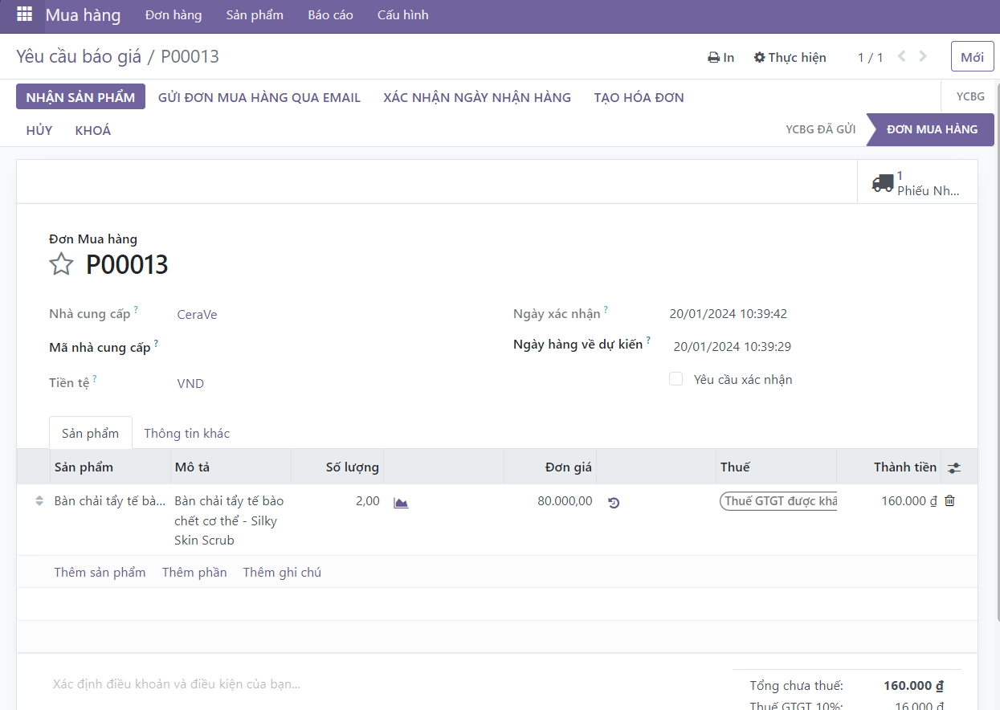 Mua hàng Đơn hàng Sản phẩm Báo cáo Cấu hình
Yêu cầu báo giá / P00013 In Thực hiện 1 / 1 Mới
NHẬN SẢN PHẨM GỬI ĐƠN MUA HÀNG QUA EMAIL XÁC NHẬN NGÀY NHẬN HÀNG TẠO HÓA ĐƠN YCBG
HỦY KHOÁ YCBG ĐÃ GỬI ĐƠN MUA HÀNG
1
Phiếu Nh...
Đơn Mua hàng
P00013
Nhà cung cấp ? CeraVe Ngày xác nhận ? 20/01/2024 10:39:42
Mã nhà cung cấp ? Ngày hàng về dự kiến ? 20/01/2024 10:39:29
Tiền tệ ? VND Yêu cầu xác nhận
Sản phẩm Thông tin khác
Sản phẩm Mô tả Số lượng Đơn giá Thuế Thành tiền
Bàn chải tẩy tế bà... Bàn chải tẩy tế bào 2,00 80.000,00 Thuế GTGT được khấ 160.000 ₫
chết cơ thể - Silky
Skin Scrub
Thêm sản phẩm Thêm phần Thêm ghi chú
Xác định điều khoản và điều kiện của bạn... Tổng chưa thuế: 160.000 ₫
Thuế GTGT 10%: 16.000 ₫